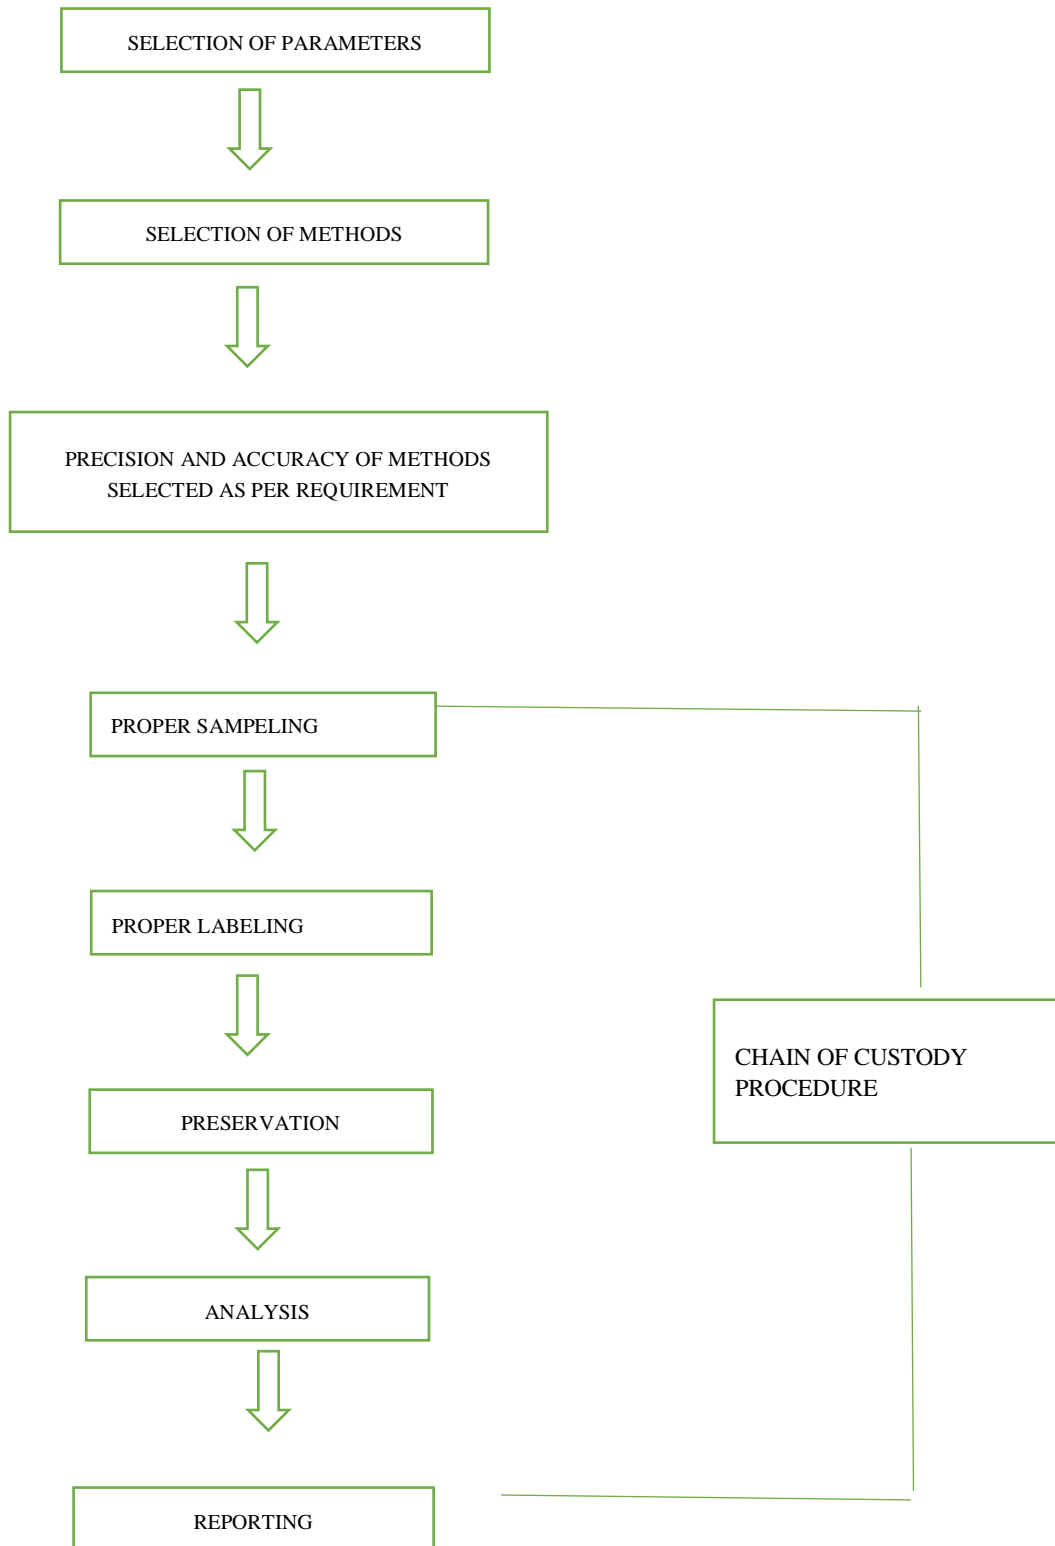 SELECTION OF PARAMETERS
SELECTION OF METHODS
PRECISION AND ACCURACY OF METHODS
SELECTED AS PER REQUIREMENT
PROPER SAMPELING
PROPER LABELING
CHAIN OF CUSTODY
PROCEDURE
PRESERVATION
ANALYSIS
REPORTING